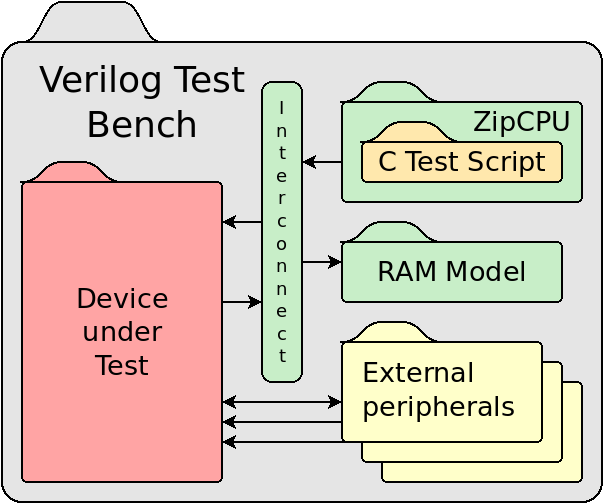 Verilog Test
Bench
Interconnect
ZipCPU
C Test Script
RAM Model
Device
under
Test
External
peripherals